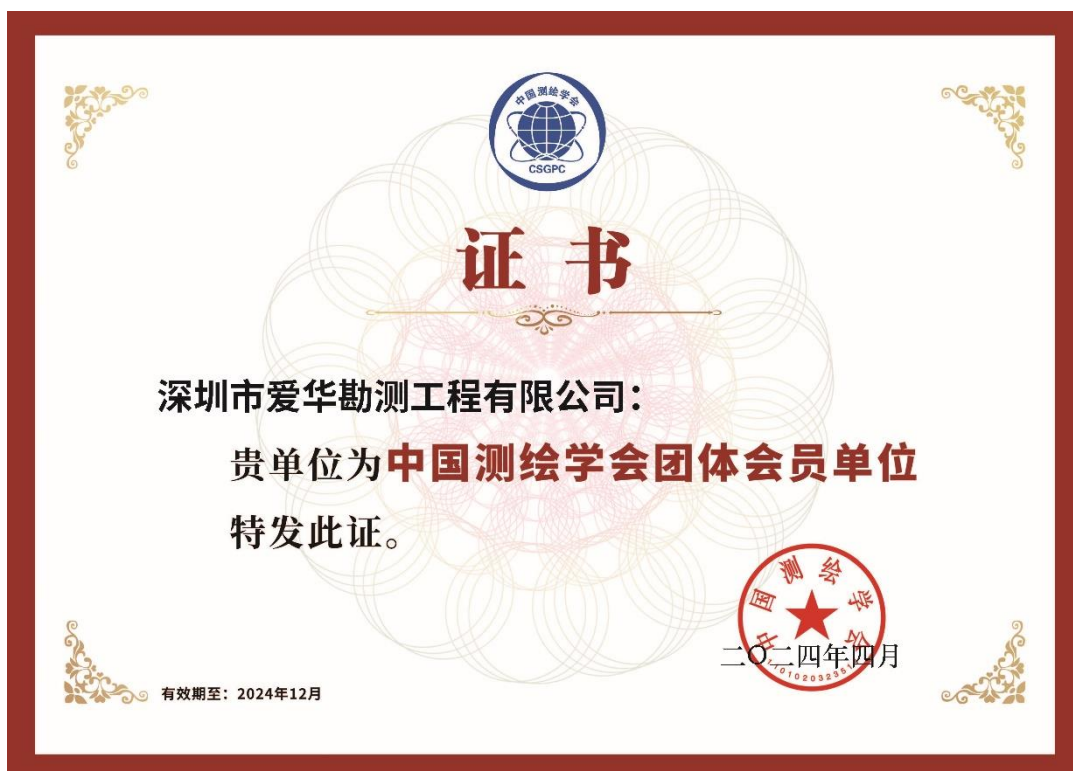 中国测绘学会
CSGPC
证书
深圳市爱华勘测工程有限公司：
贵单位为中国测绘学会团体会员单位
特发此证。
中国测绘学会
二〇二四年四月
有效期至：2024年12月